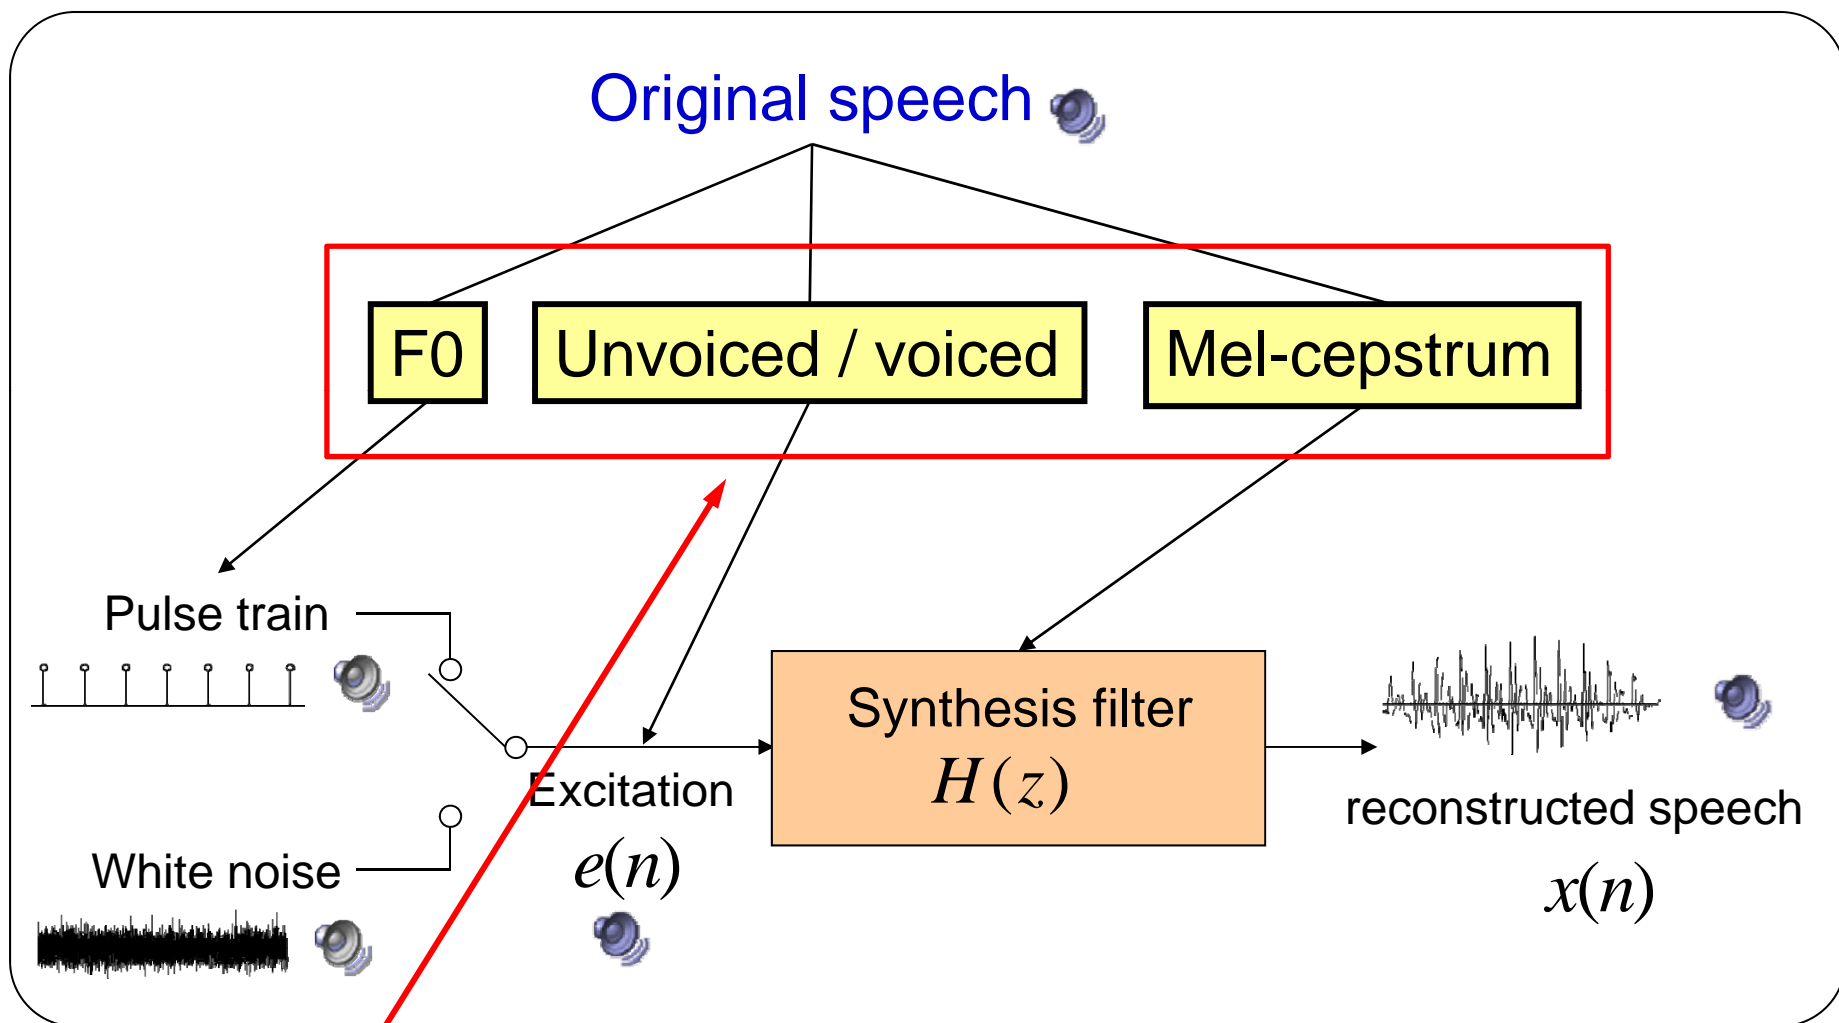 Original speech
F0
Unvoiced / voiced
Mel-cepstrum
Pulse train
Synthesis filter
H(z)
Excitation
e(n)
reconstructed speech
x(n)
White noise